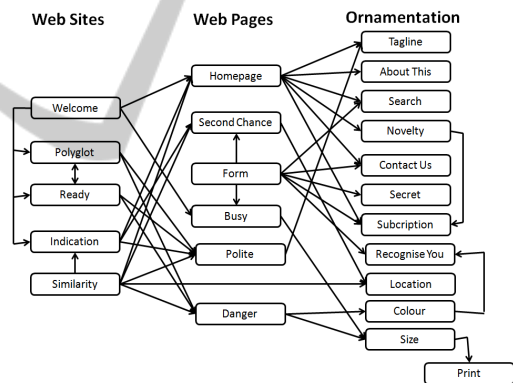 Web Sites
Web Pages
Ornamentation
Welcome
Polyglot
Ready
Indication
Similarity
Homepage
Second Chance
Form
Busy
Polite
Danger
Tagline
About This
Search
Novelty
Contact Us
Secret
Subcription
Recognise You
Location
Colour
Size
Print